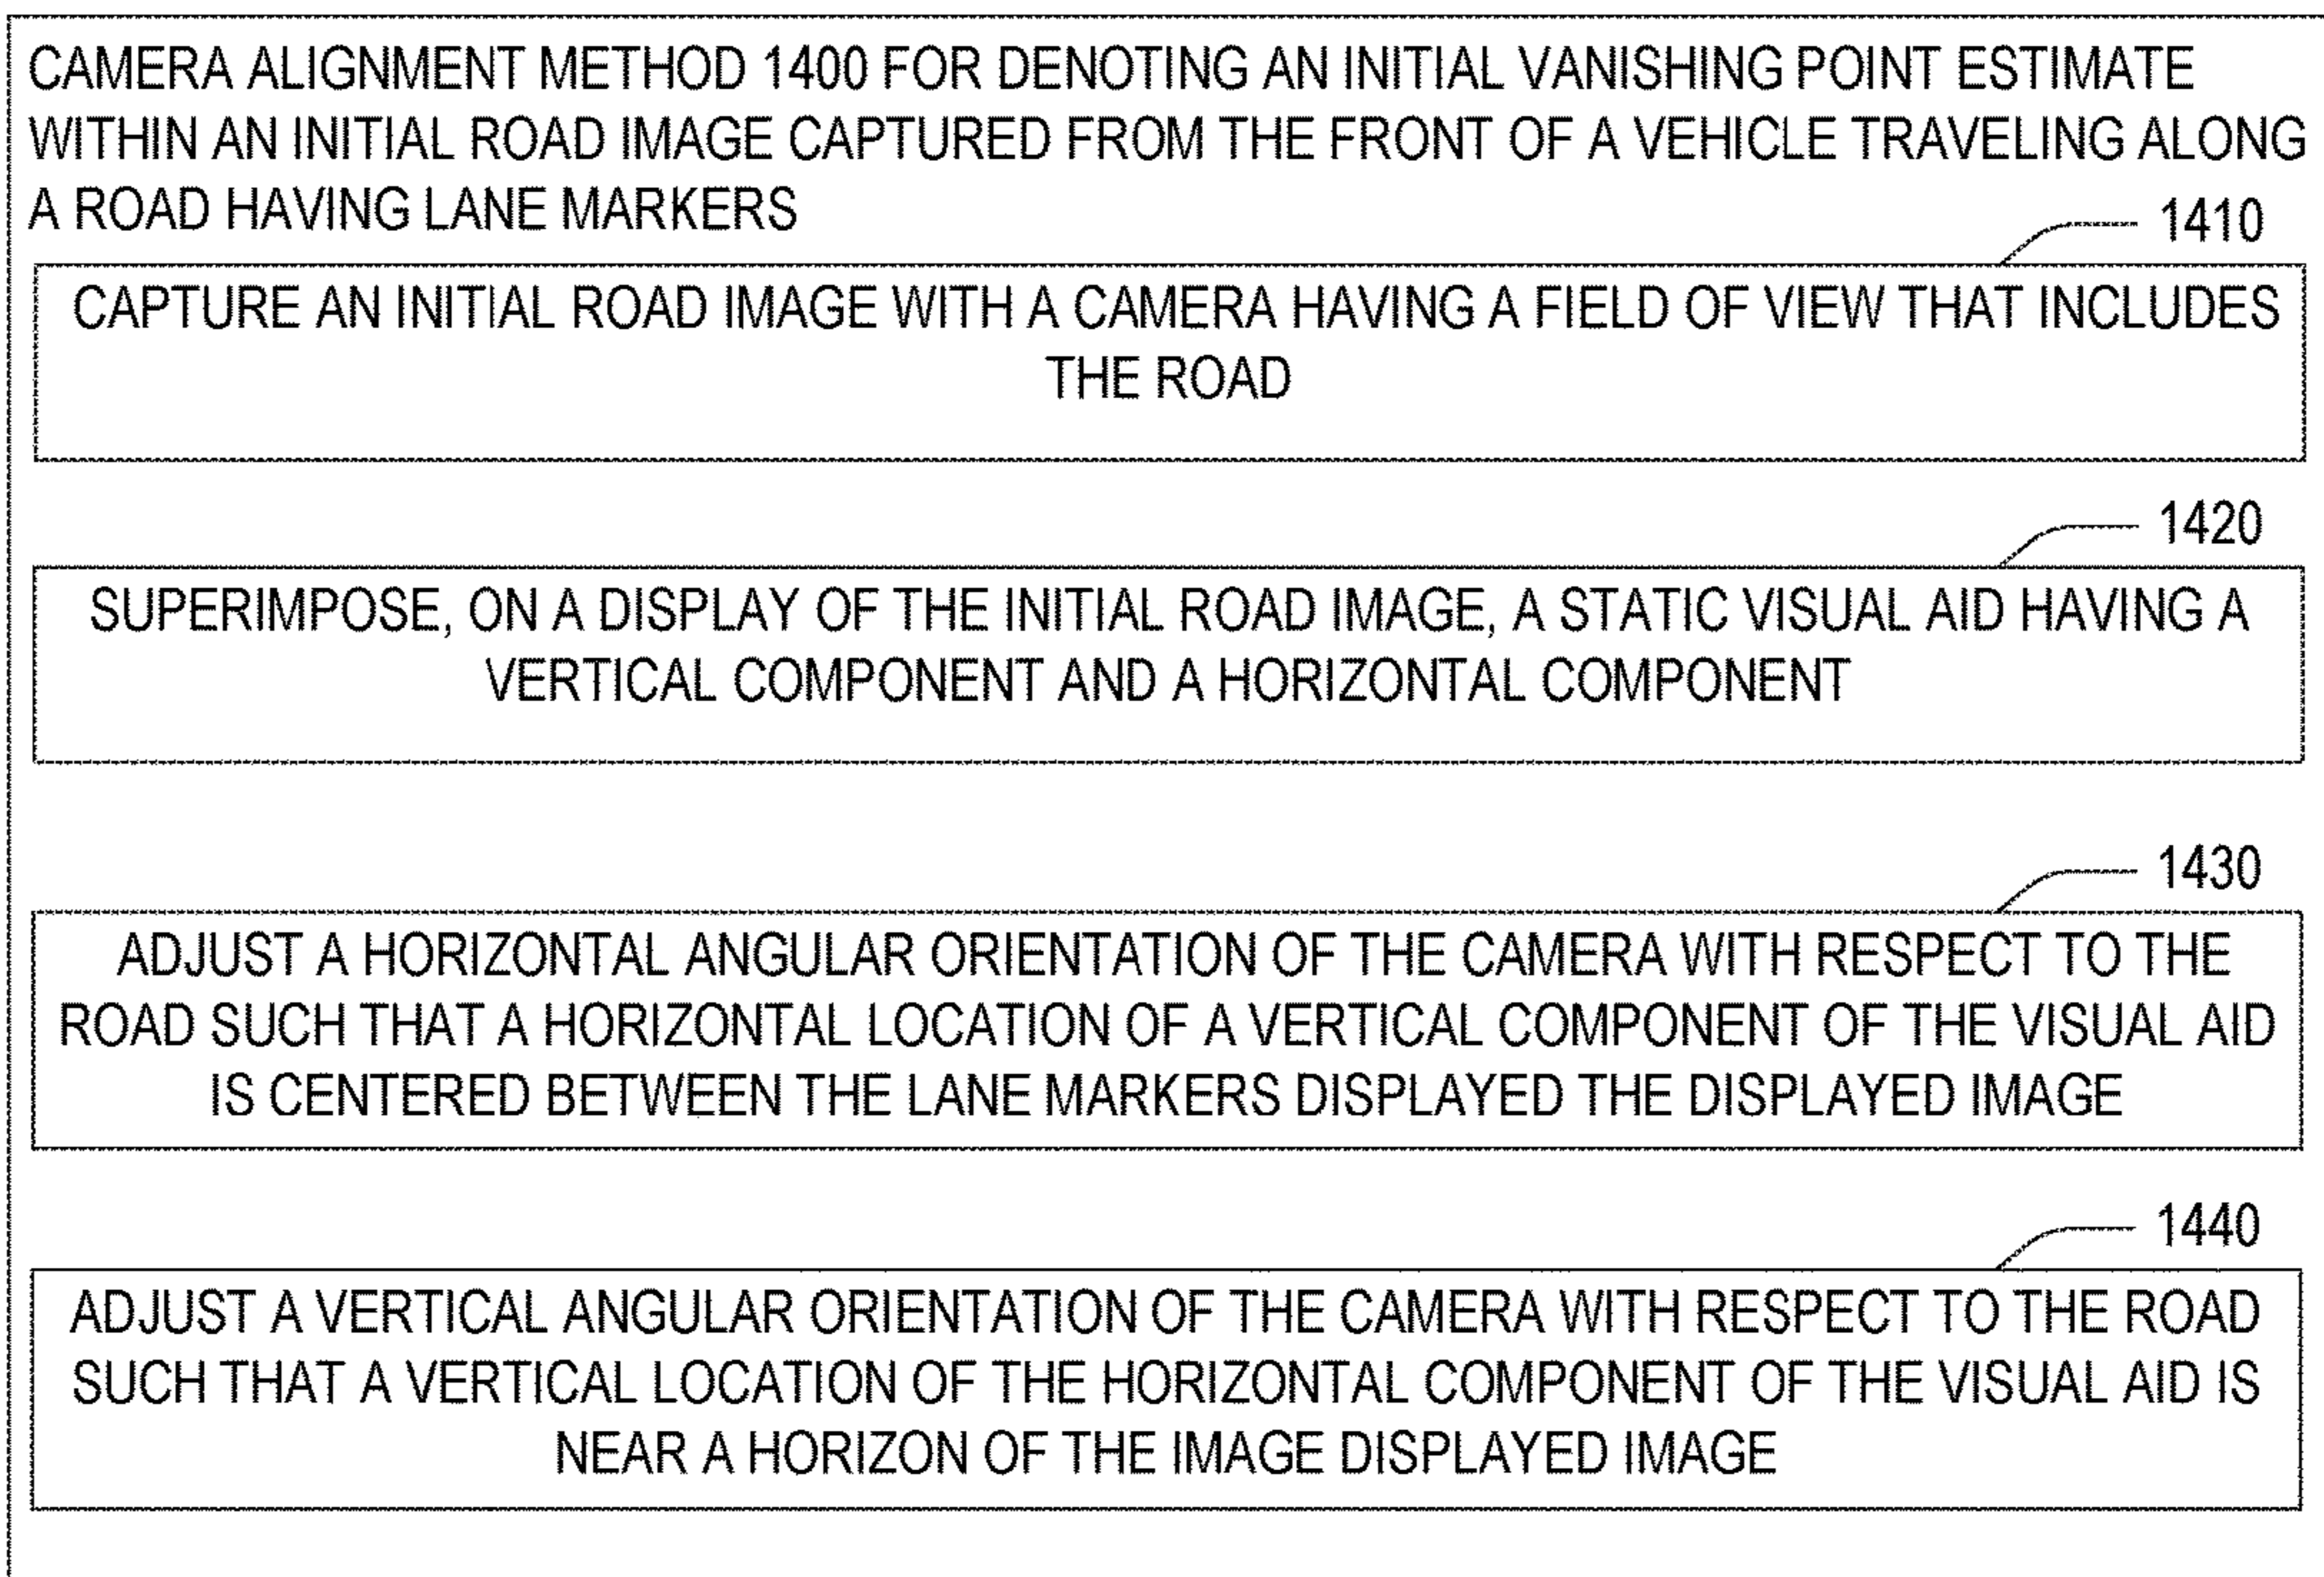 CAMERA ALIGNMENT METHOD 1400 FOR DENOTING AN INITIAL VANISHING POINT ESTIMATE
WITHIN AN INITIAL ROAD IMAGE CAPTURED FROM THE FRONT OF A VEHICLE TRAVELING ALONG
A ROAD HAVING LANE MARKERS
1410
CAPTURE AN INITIAL ROAD IMAGE WITH A CAMERA HAVING A FIELD OF VIEW THAT INCLUDES
THE ROAD
1420
SUPERIMPOSE, ON A DISPLAY OF THE INITIAL ROAD IMAGE, A STATIC VISUAL AID HAVING A
VERTICAL COMPONENT AND A HORIZONTAL COMPONENT
1430
ADJUST A HORIZONTAL ANGULAR ORIENTATION OF THE CAMERA WITH RESPECT TO THE
ROAD SUCH THAT A HORIZONTAL LOCATION OF A VERTICAL COMPONENT OF THE VISUAL AID
IS CENTERED BETWEEN THE LANE MARKERS DISPLAYED THE DISPLAYED IMAGE
1440
ADJUST A VERTICAL ANGULAR ORIENTATION OF THE CAMERA WITH RESPECT TO THE ROAD
SUCH THAT A VERTICAL LOCATION OF THE HORIZONTAL COMPONENT OF THE VISUAL AID IS
NEAR A HORIZON OF THE IMAGE DISPLAYED IMAGE